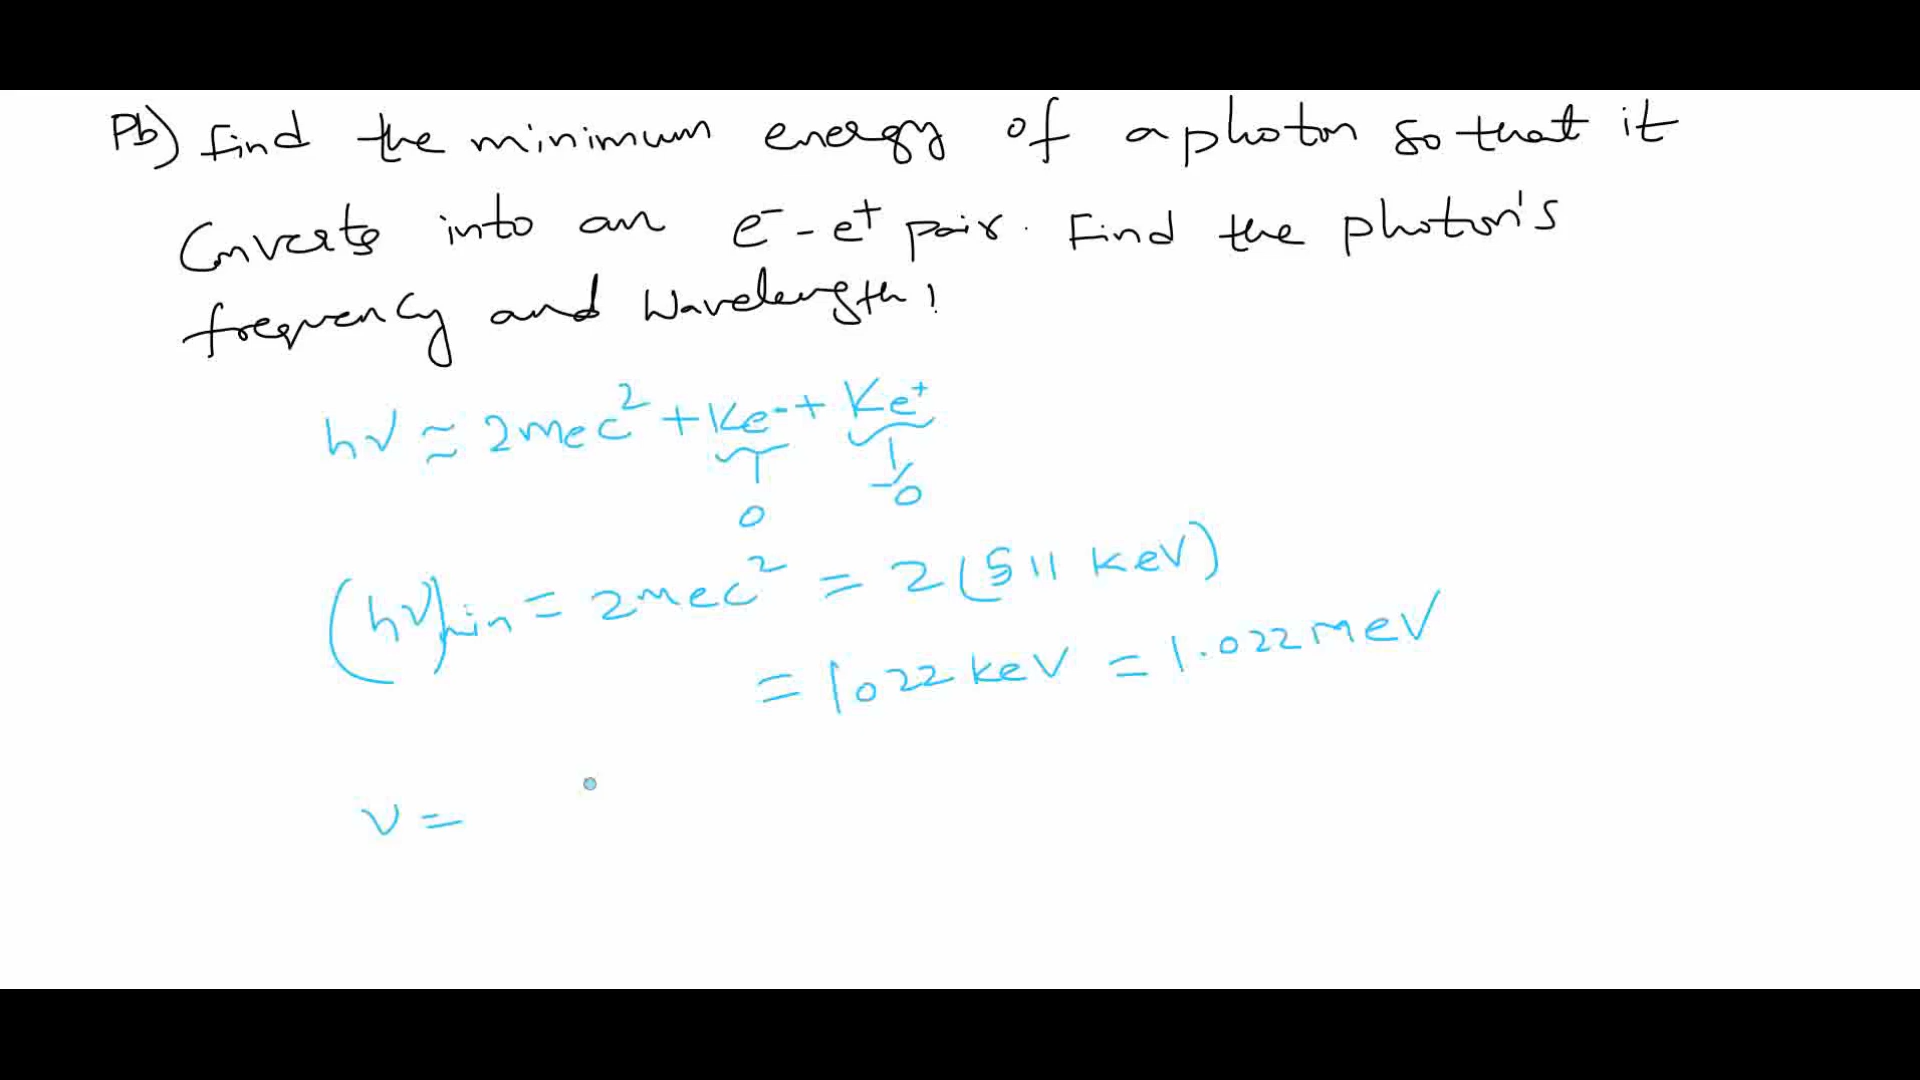 Pb) Find the minimum energy of a photon so that it
Converts into an e⁻ - e⁺ pair. Find the photon's
frequency and wavelength!
hν ≃ 2mec² + Ke⁻ + Ke⁺
0 0
(hν)min = 2mec² = 2(511 keV)
= 1022 keV = 1.022 meV
ν =